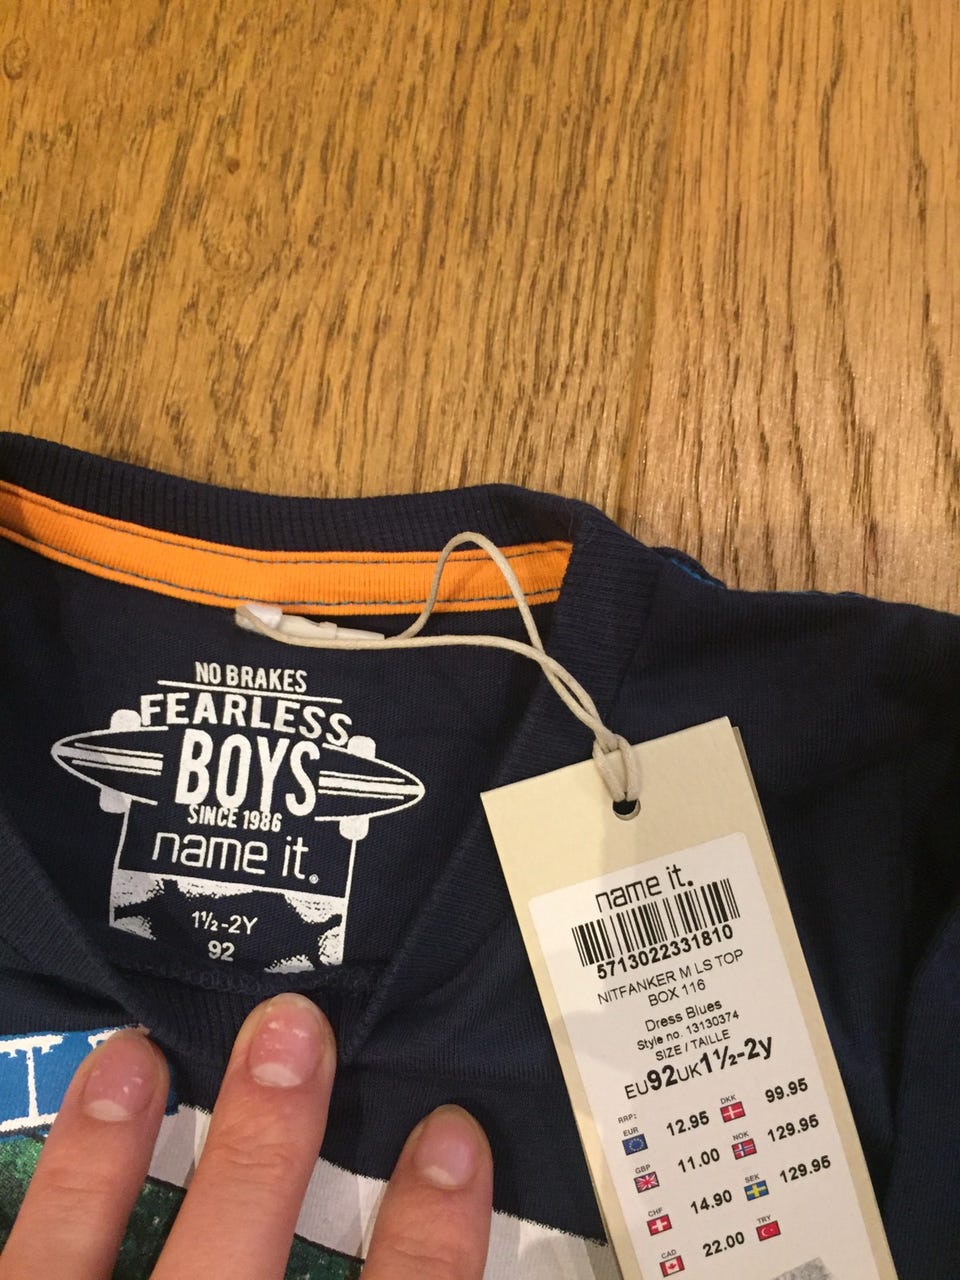 NO BRAKES
FEARLESS
BOYS
SINCE 1986
name it.
1½-2Y
92
name it.
5713022331810
NITFANKER M LS TOP
BOX 116
Dress Blues
Style no. 13130374
SIZE / TAILLE
EU92UK1½-2y
RRP:
EUR 12.95 DKK 99.95
GBP 11.00 NOK 129.95
CHF 14.90 SEK 129.95
CAD 22.00 TRY